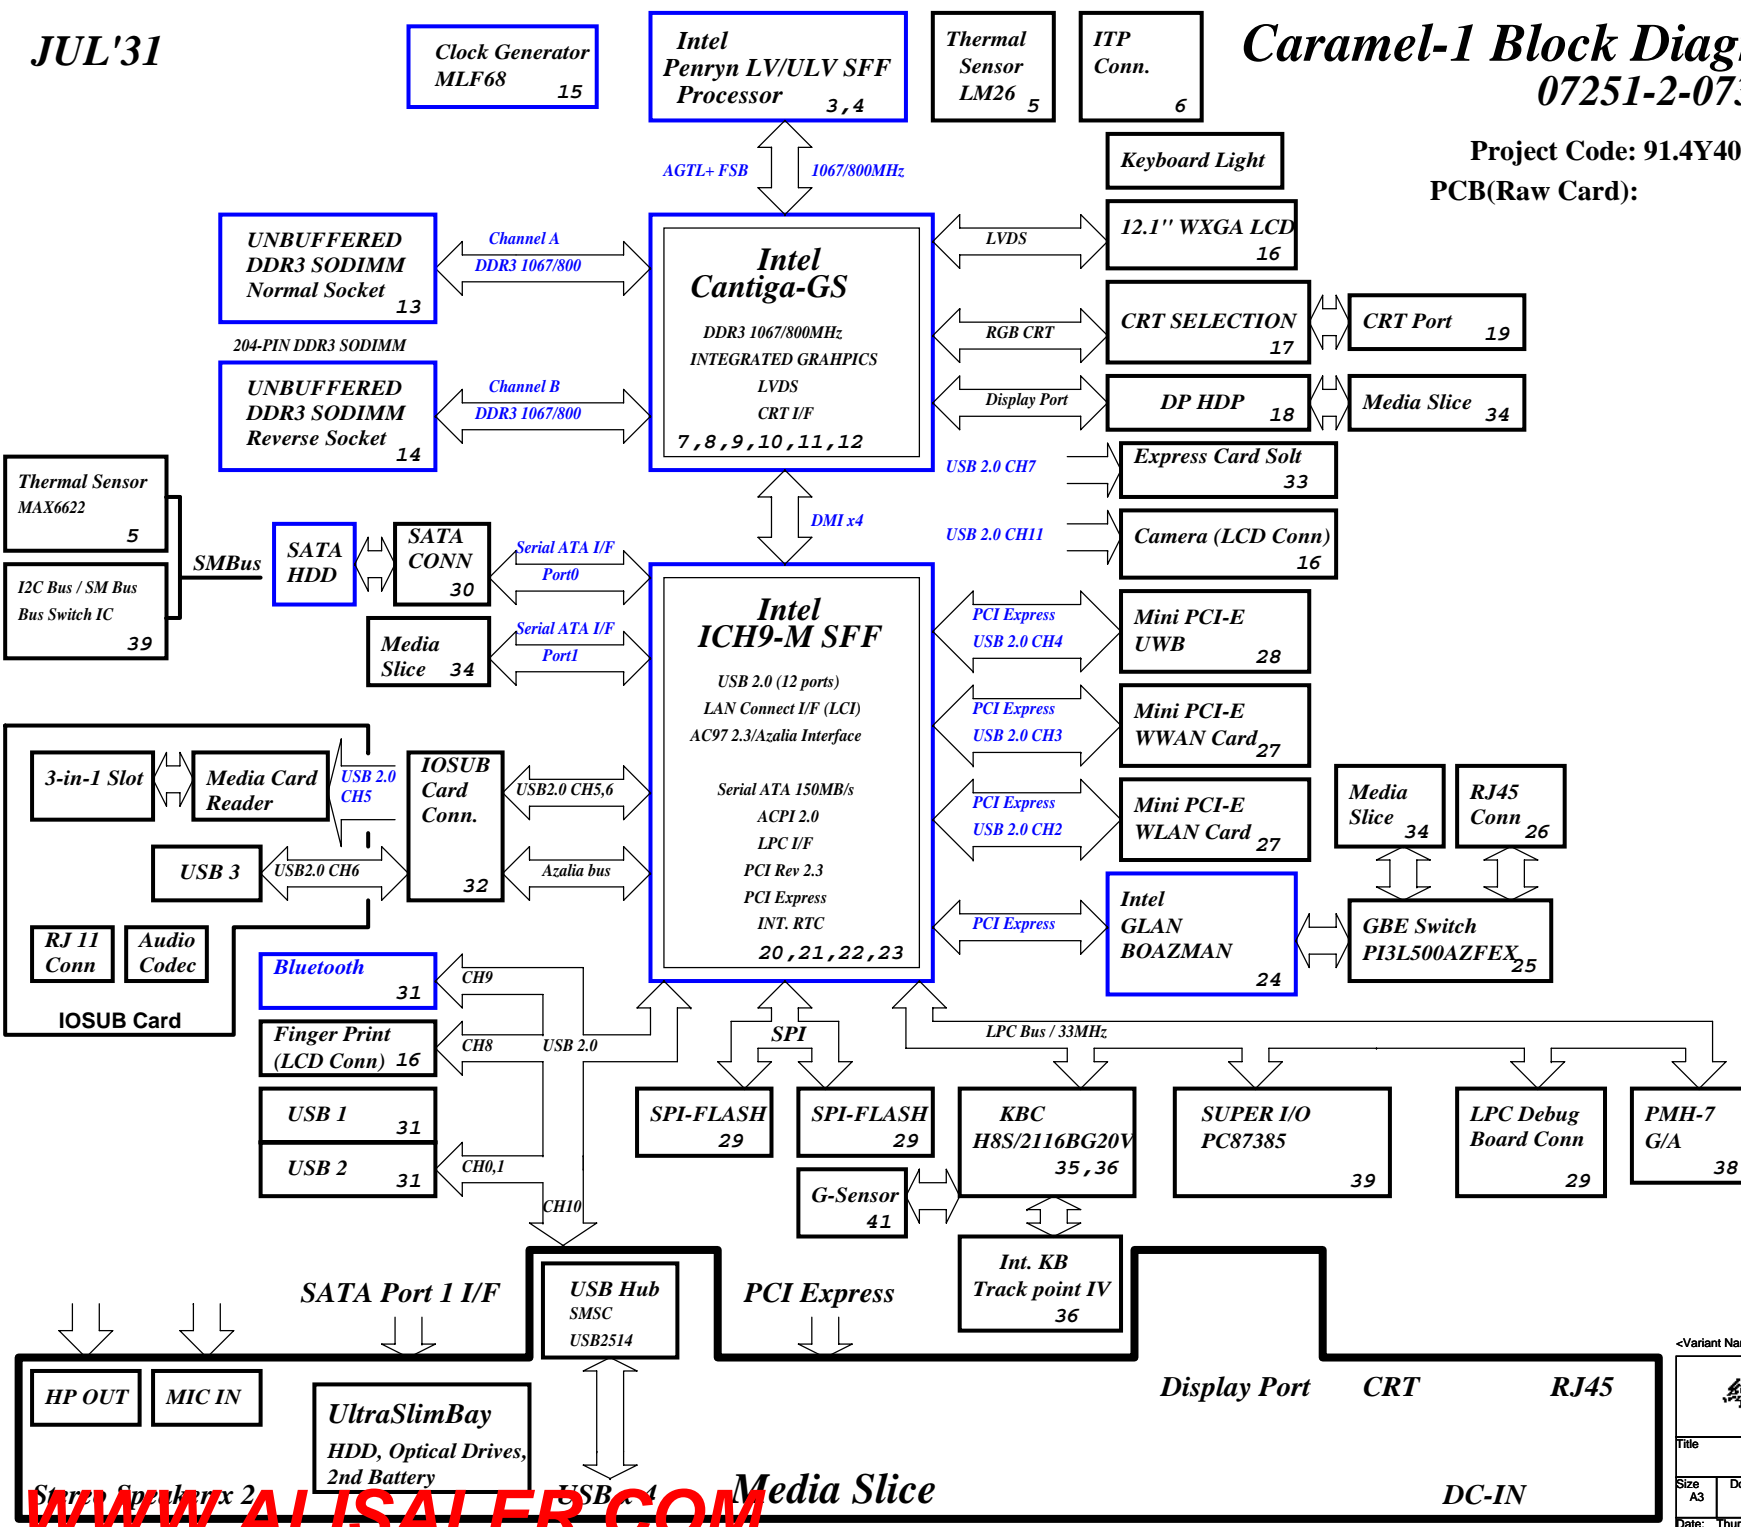 JUL'31
Clock Generator
MLF68
15
Intel
Penryn LV/ULV SFF
Processor
3,4
Thermal
Sensor
LM26
5
ITP
Conn.
6
Caramel-1 Block Diag
07251-2-073
Project Code: 91.4Y40
PCB(Raw Card):
AGTL+ FSB
1067/800MHz
Keyboard Light
UNBUFFERED
DDR3 SODIMM
Normal Socket
13
Channel A
DDR3 1067/800
204-PIN DDR3 SODIMM
UNBUFFERED
DDR3 SODIMM
Reverse Socket
14
Channel B
DDR3 1067/800
Intel
Cantiga-GS
DDR3 1067/800MHz
INTEGRATED GRAHPICS
LVDS
CRT I/F
7,8,9,10,11,12
LVDS
12.1'' WXGA LCD
16
RGB CRT
CRT SELECTION
17
CRT Port
19
Display Port
DP HDP
18
Media Slice
34
USB 2.0 CH7
Express Card Solt
33
USB 2.0 CH11
Camera (LCD Conn)
16
DMI x4
Thermal Sensor
MAX6622
5
I2C Bus / SM Bus
Bus Switch IC
39
SMBus
SATA
HDD
SATA
CONN
30
Serial ATA I/F
Port0
Media
Slice
34
Serial ATA I/F
Port1
Intel
ICH9-M SFF
USB 2.0 (12 ports)
LAN Connect I/F (LCI)
AC97 2.3/Azalia Interface
Serial ATA 150MB/s
ACPI 2.0
LPC I/F
PCI Rev 2.3
PCI Express
INT. RTC
20,21,22,23
PCI Express
USB 2.0 CH4
Mini PCI-E
UWB
28
PCI Express
USB 2.0 CH3
Mini PCI-E
WWAN Card
27
PCI Express
USB 2.0 CH2
Mini PCI-E
WLAN Card
27
Media
Slice
34
RJ45
Conn
26
PCI Express
Intel
GLAN
BOAZMAN
24
GBE Switch
PI3L500AZFEX
25
3-in-1 Slot
Media Card
Reader
USB 2.0
CH5
IOSUB
Card
Conn.
32
USB2.0 CH5,6
USB 3
USB2.0 CH6
Azalia bus
RJ 11
Conn
Audio
Codec
IOSUB Card
Bluetooth
31
CH9
Finger Print
(LCD Conn)
16
CH8
USB 2.0
USB 1
31
USB 2
31
CH0,1
CH10
SPI
LPC Bus / 33MHz
SPI-FLASH
29
SPI-FLASH
29
KBC
H8S/2116BG20V
35,36
SUPER I/O
PC87385
39
LPC Debug
Board Conn
29
PMH-7
G/A
38
G-Sensor
41
Int. KB
Track point IV
36
SATA Port 1 I/F
USB Hub
SMSC
USB2514
PCI Express
HP OUT
MIC IN
UltraSlimBay
HDD, Optical Drives,
2nd Battery
Display Port
CRT
RJ45
Stereo Speaker x 2
USB x 4
Media Slice
DC-IN
WWW.ALISALER.COM
<Variant Nar
Title
Size
A3
Do
Date:
Thur